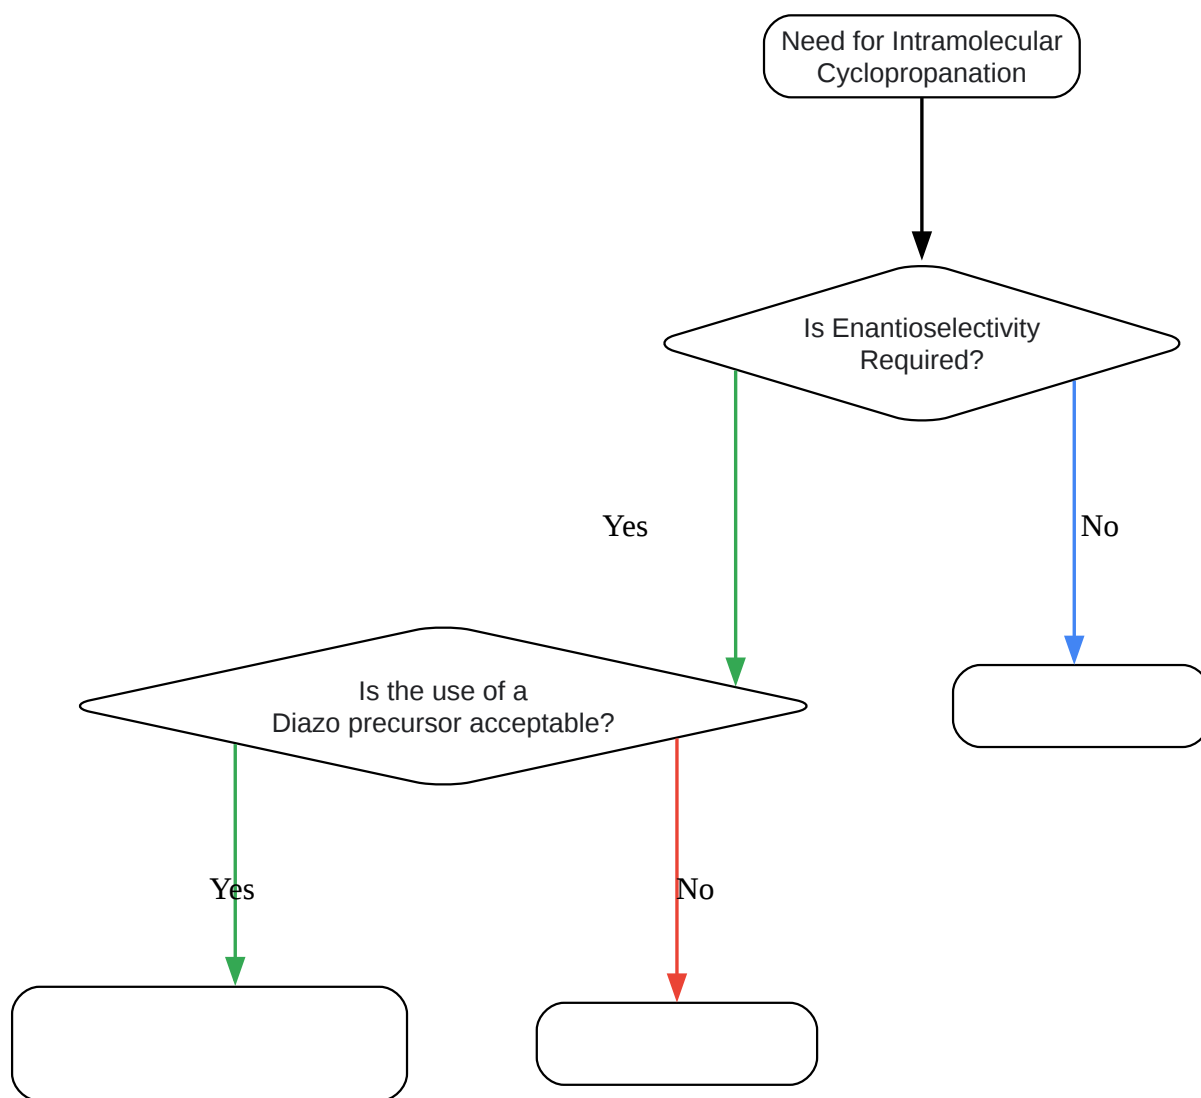 Need for Intramolecular
Cyclopropanation
Is Enantioselectivity
Required?
Yes
No
Is the use of a
Diazo precursor acceptable?
Yes
No